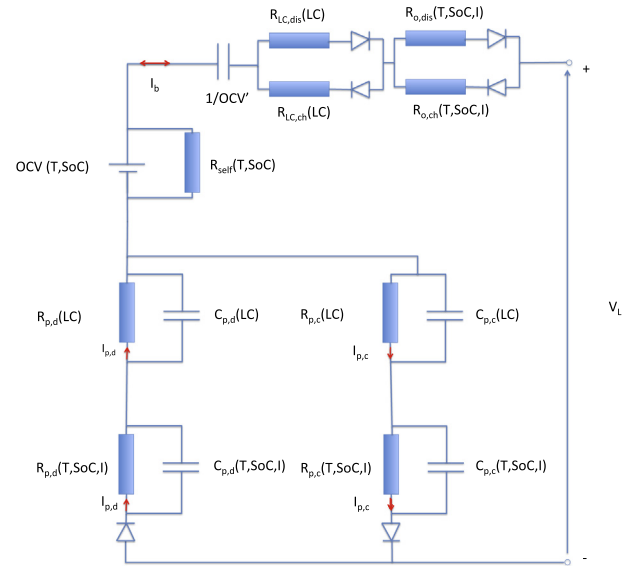 R_LC,dis(LC)
R_o,dis(T,SoC,I)
+
I_b
1/OCV’
R_LC,ch(LC)
R_o,ch(T,SoC,I)
OCV (T,SoC)
R_self(T,SoC)
R_p,d(LC)
C_p,d(LC)
R_p,c(LC)
C_p,c(LC)
V_L
I_p,d
I_p,c
R_p,d(T,SoC,I)
C_p,d(T,SoC,I)
R_p,c(T,SoC,I)
C_p,c(T,SoC,I)
I_p,d
I_p,c
-